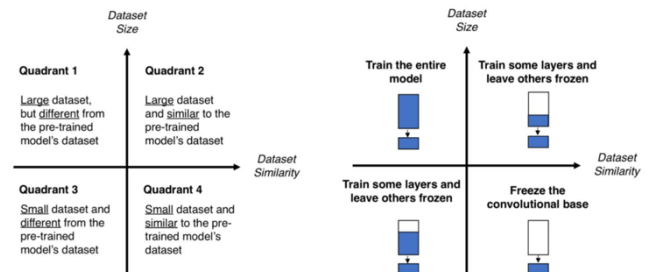 Dataset
Size
Quadrant 1
Large dataset,
but different from
the pre-trained
model's dataset
Quadrant 2
Large dataset
and similar to the
pre-trained
model's dataset
Dataset
Similarity
Quadrant 3
Small dataset and
different from the
pre-trained
model's dataset
Quadrant 4
Small dataset and
similar to the pre-
trained model's
dataset
Dataset
Size
Train the entire
model
Train some layers and
leave others frozen
Dataset
Similarity
Train some layers and
leave others frozen
Freeze the
convolutional base